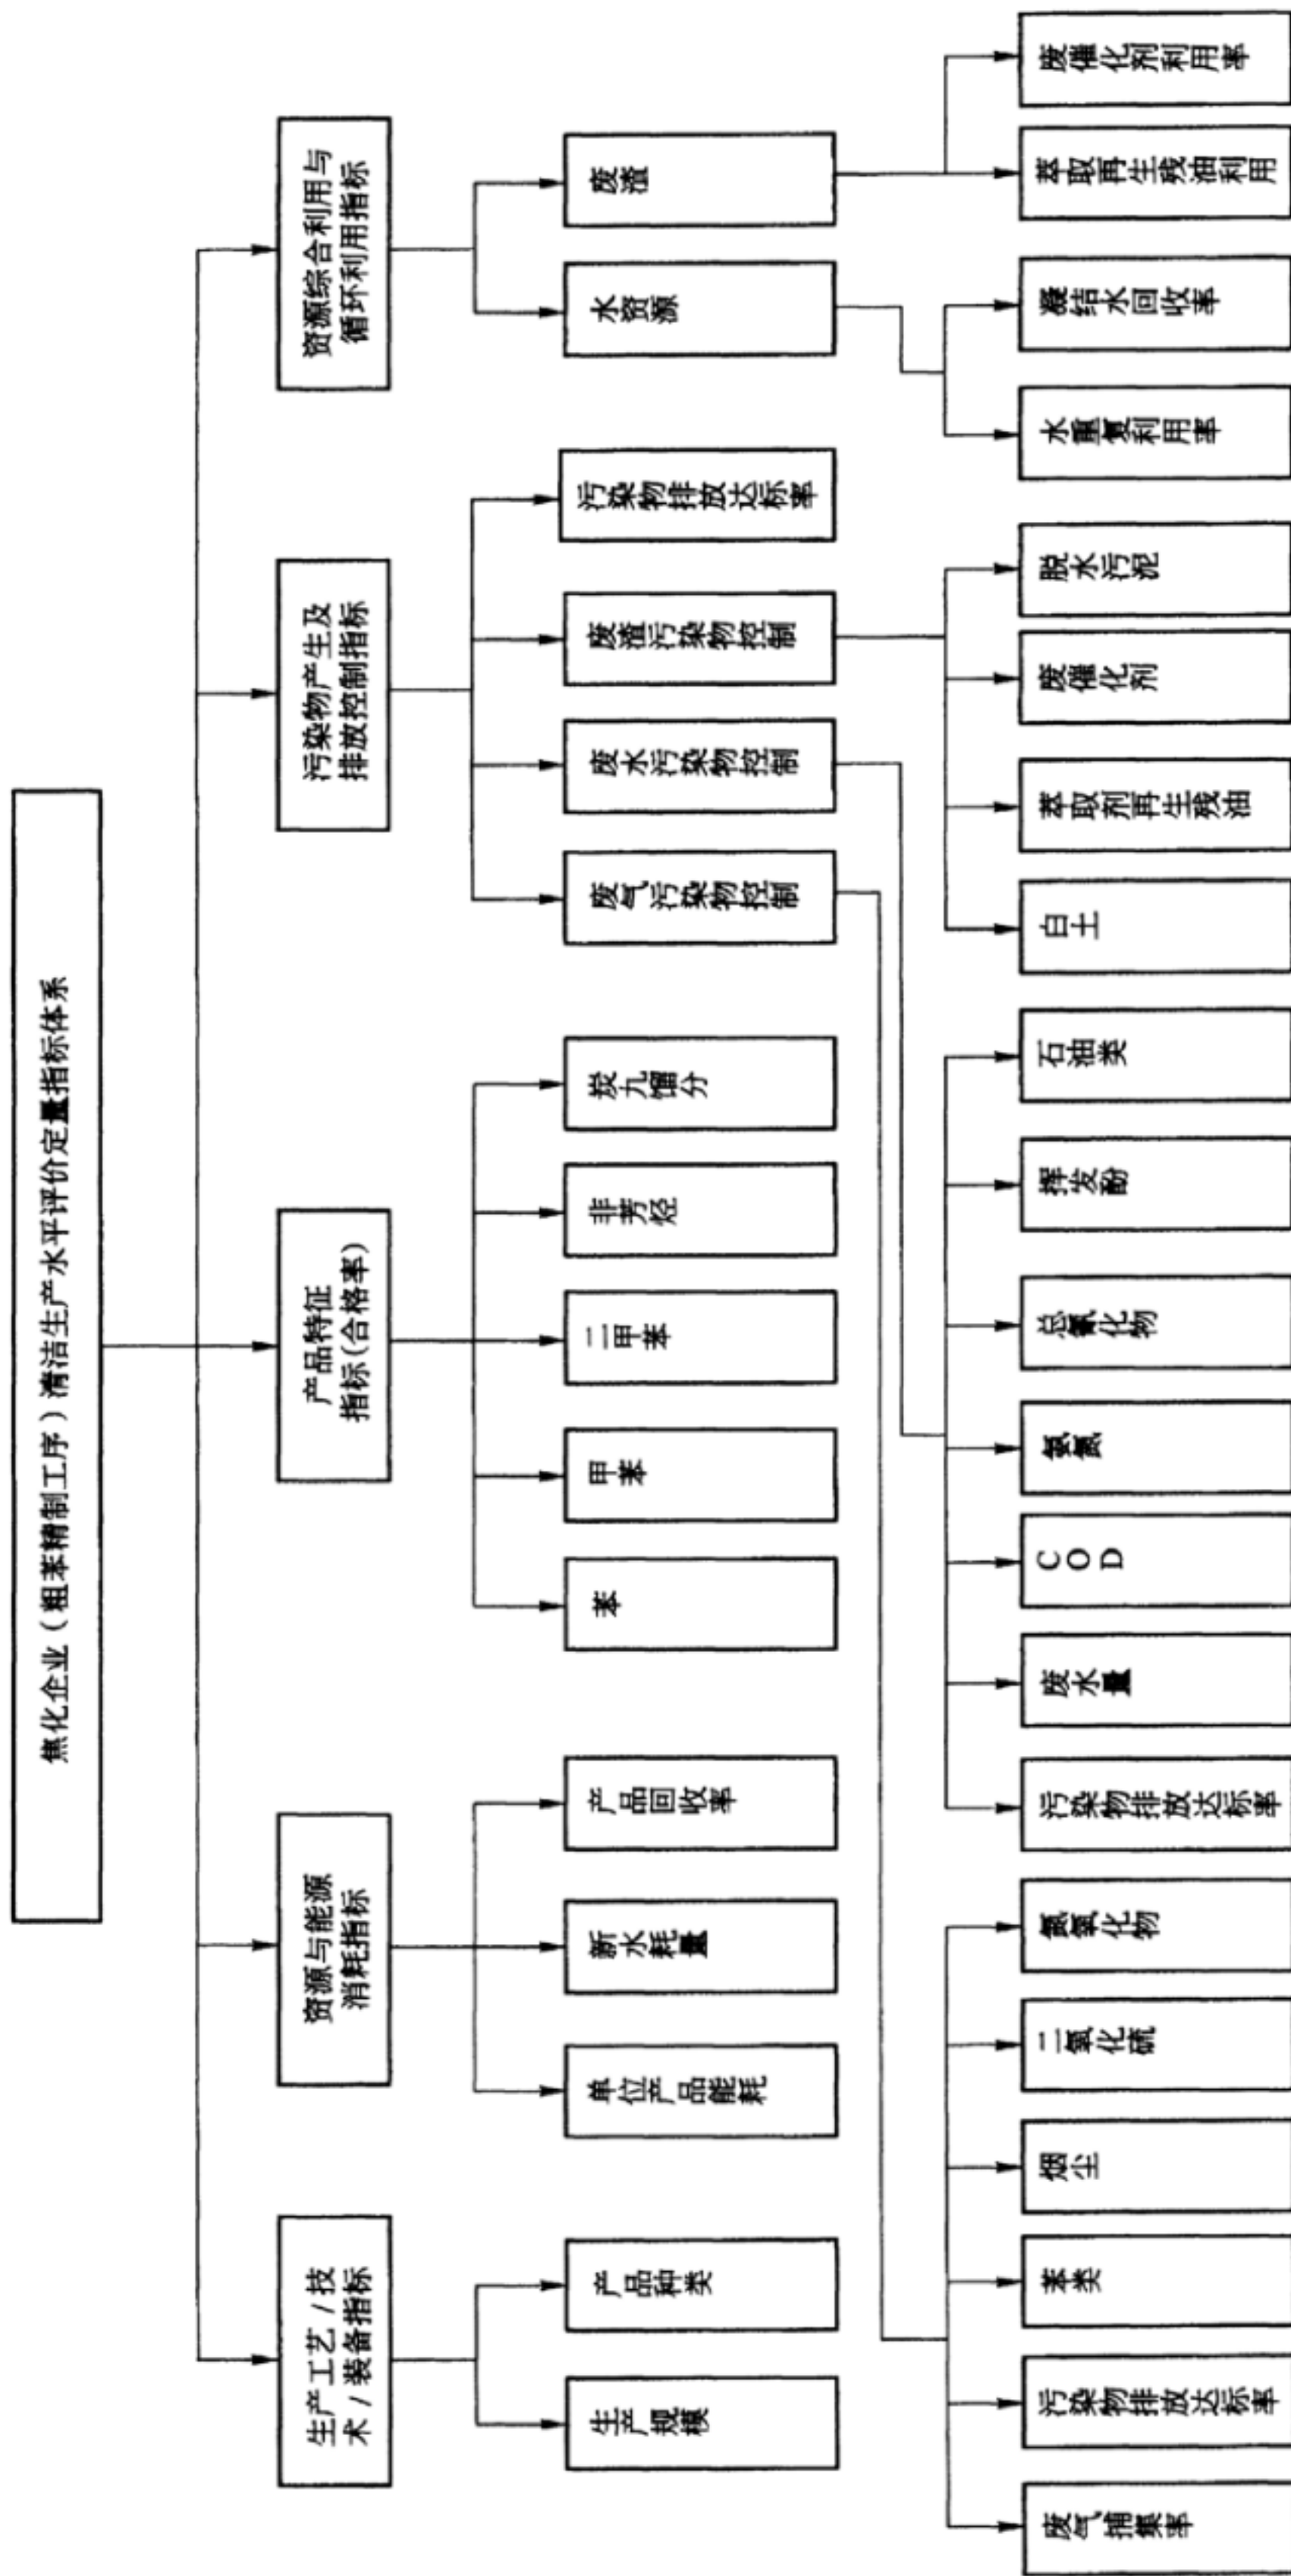 焦化企业（粗苯精制工序）清洁生产水平评价定量指标体系
生产工艺/技
术/装备指标
资源与能源
消耗指标
产品特征
指标(合格率)
污染物产生及
排放控制指标
资源综合利用与
循环利用指标
生产规模
产品种类
单位产品能耗
新水耗量
产品回收率
苯
甲苯
二甲苯
非芳烃
炭九馏分
废气污染物控制
废水污染物控制
废渣污染物控制
污染物排放达标率
水资源
废渣
废气捕集率
污染物排放达标率
苯类
烟尘
二氧化硫
氮氧化物
污染物排放达标率
废水量
COD
氨氮
总氰化物
挥发酚
石油类
白土
萃取剂再生残油
废催化剂
脱水污泥
水重复利用率
凝结水回收率
萃取再生残油利用
废催化剂利用率